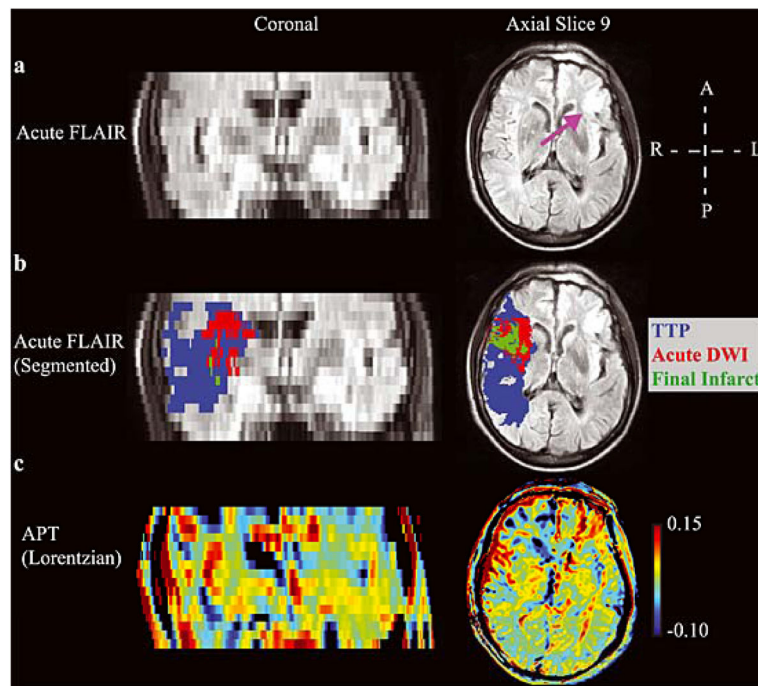 Coronal
Axial Slice 9
a
Acute FLAIR
A
R
L
P
b
Acute FLAIR
(Segmented)
TTP
Acute DWI
Final Infarct
c
APT
(Lorentzian)
0.15
-0.10